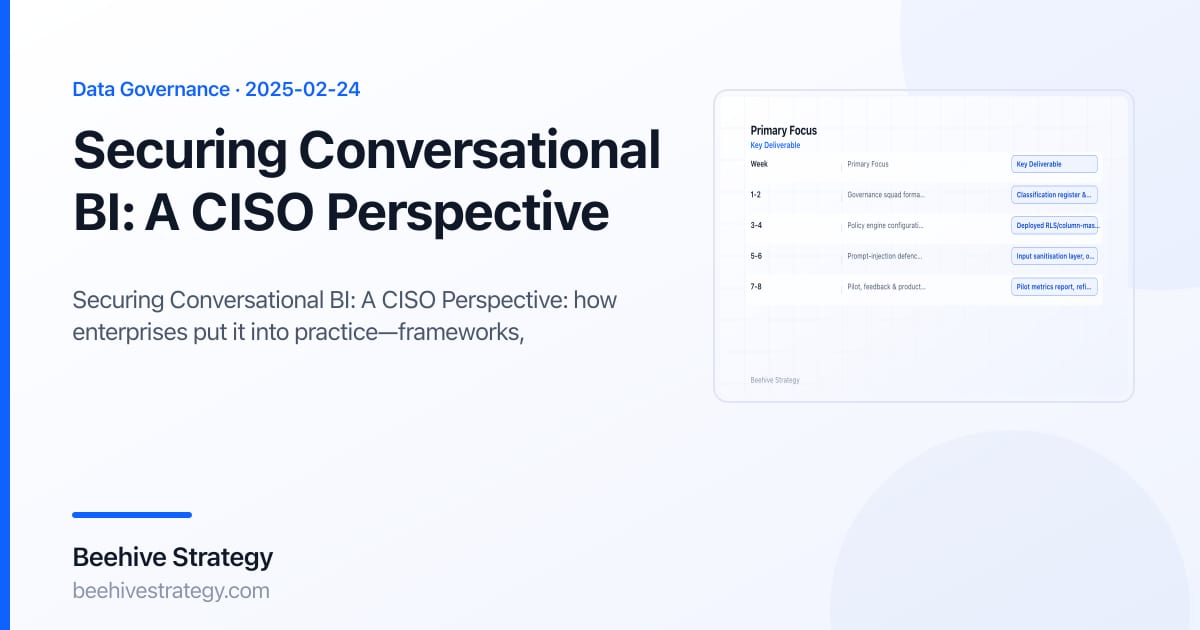 Data Governance · 2025-02-24
Securing Conversational
BI: A CISO Perspective
Securing Conversational BI: A CISO Perspective: how
enterprises put it into practice—frameworks,
Beehive Strategy
beehivestrategy.com
Primary Focus
Key Deliverable
Week Primary Focus Key Deliverable
1-2 Governance squad forma... Classification register &...
3-4 Policy engine configurati... Deployed RLS/column-mas...
5-6 Prompt-injection defenc... Input sanitisation layer, o...
7-8 Pilot, feedback & product... Pilot metrics report, refi...
Beehive Strategy